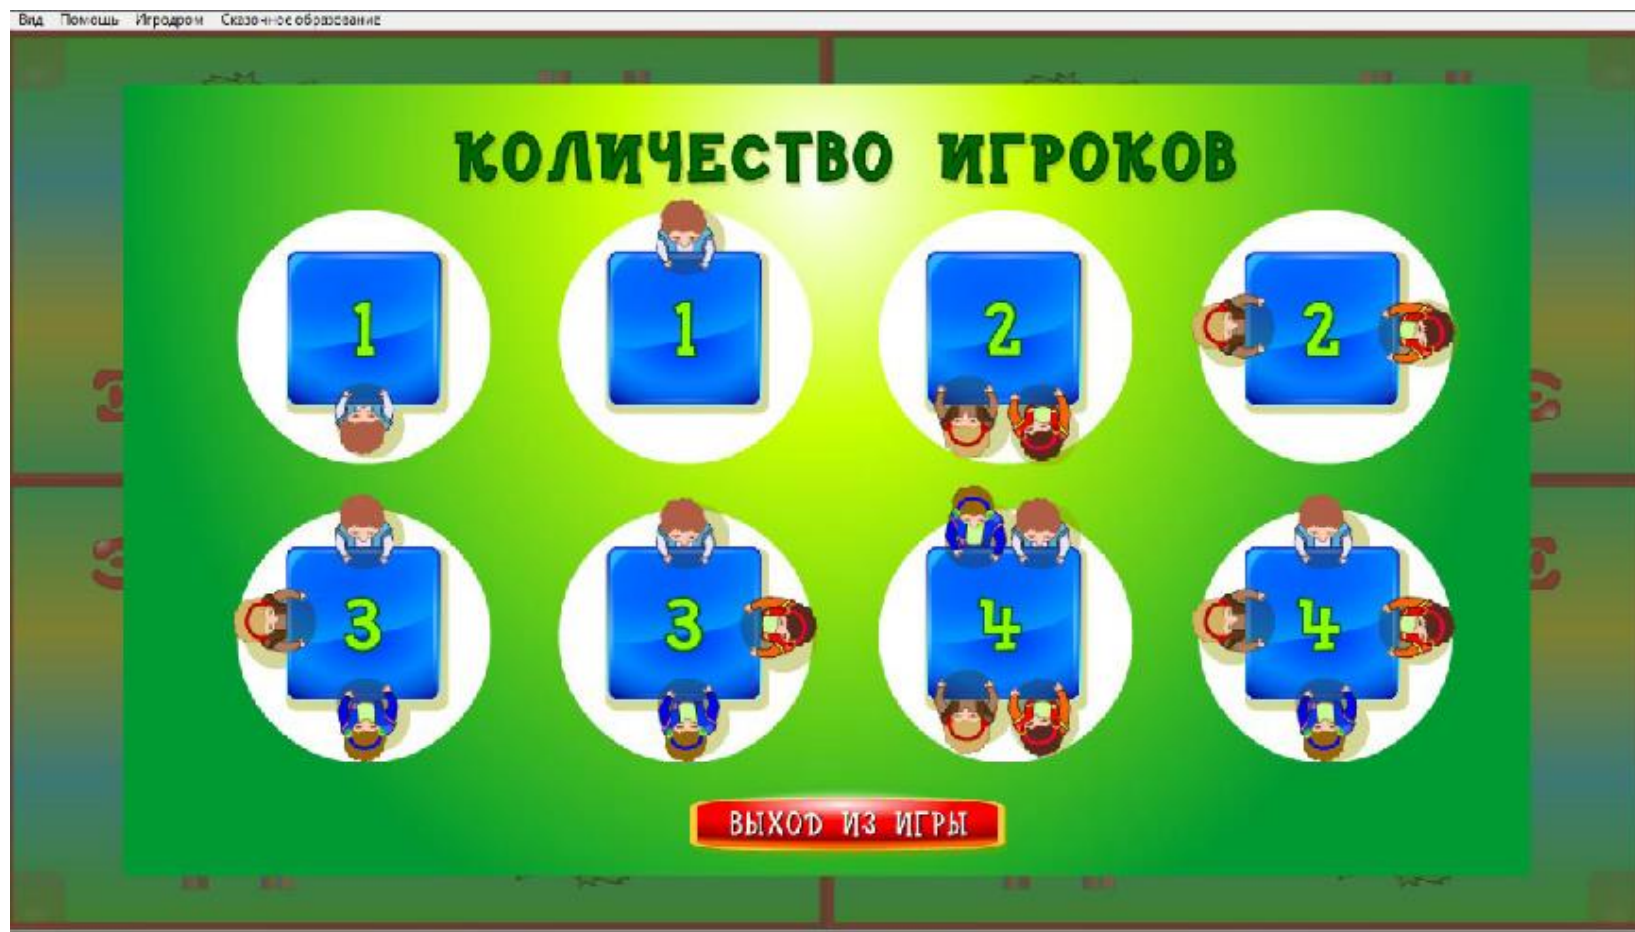 Вид Помощь Игродром Сказочное образование
КОЛИЧЕСТВО ИГРОКОВ
1 1 2 2
3 3 4 4
ВЫХОД ИЗ ИГРЫ